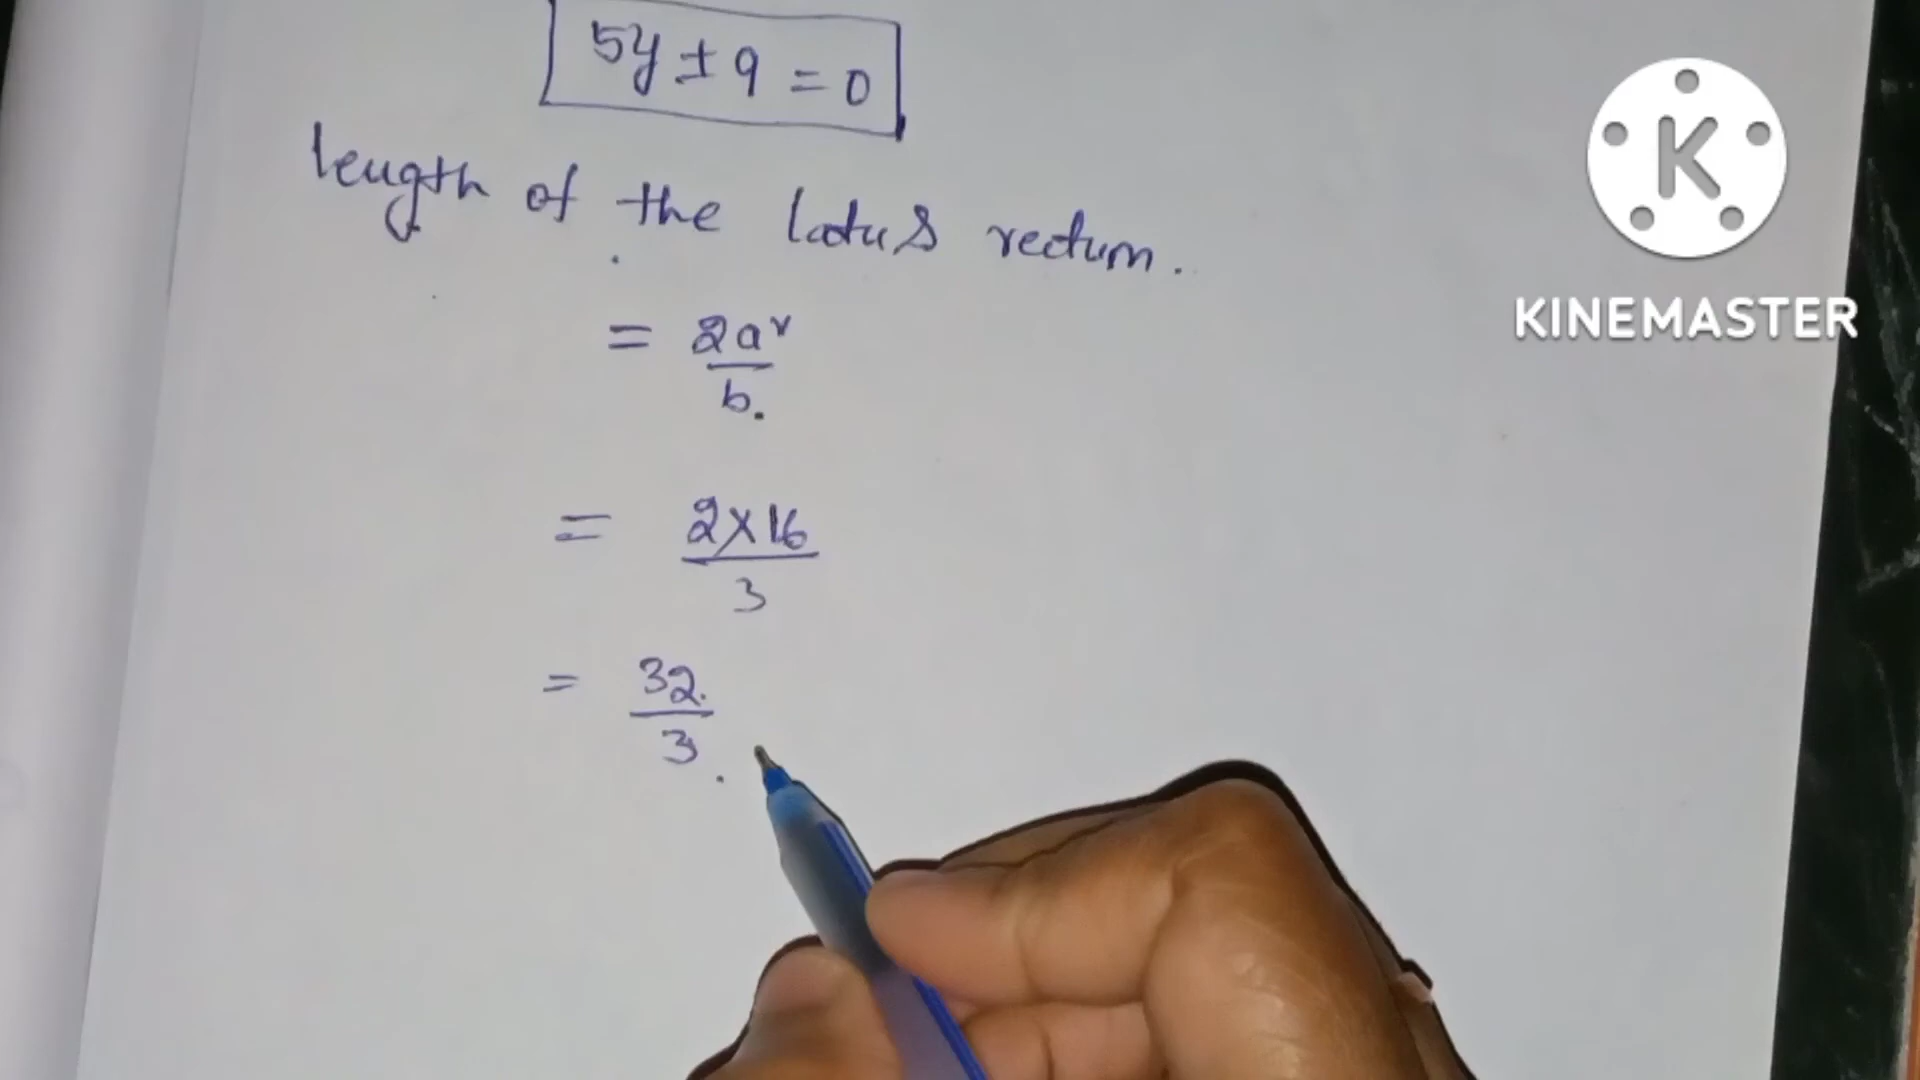 5y ± 9 = 0
length of the latus rectum.
= 2a² / b.
= 2×16 / 3
= 32. / 3.
K
KINEMASTER